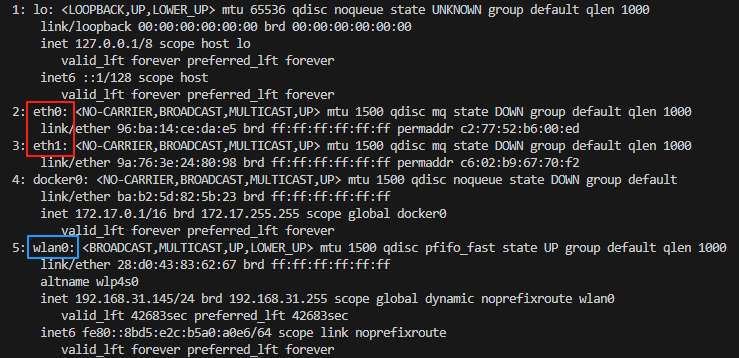 1: lo: <LOOPBACK,UP,LOWER_UP> mtu 65536 qdisc noqueue state UNKNOWN group default qlen 1000
link/loopback 00:00:00:00:00:00 brd 00:00:00:00:00:00
inet 127.0.0.1/8 scope host lo
valid_lft forever preferred_lft forever
inet6 ::1/128 scope host
valid_lft forever preferred_lft forever
2: eth0: <NO-CARRIER,BROADCAST,MULTICAST,UP> mtu 1500 qdisc mq state DOWN group default qlen 1000
link/ether 96:ba:14:ce:da:e5 brd ff:ff:ff:ff:ff:ff permaddr c2:77:52:b6:00:ed
3: eth1: <NO-CARRIER,BROADCAST,MULTICAST,UP> mtu 1500 qdisc mq state DOWN group default qlen 1000
link/ether 9a:76:3e:24:80:98 brd ff:ff:ff:ff:ff:ff permaddr c6:02:b9:67:70:f2
4: docker0: <NO-CARRIER,BROADCAST,MULTICAST,UP> mtu 1500 qdisc noqueue state DOWN group default
link/ether ba:b2:5d:82:5b:23 brd ff:ff:ff:ff:ff:ff
inet 172.17.0.1/16 brd 172.17.255.255 scope global docker0
valid_lft forever preferred_lft forever
5: wlan0: <BROADCAST,MULTICAST,UP,LOWER_UP> mtu 1500 qdisc pfifo_fast state UP group default qlen 1000
link/ether 28:d0:43:83:62:67 brd ff:ff:ff:ff:ff:ff
altname wlp4s0
inet 192.168.31.145/24 brd 192.168.31.255 scope global dynamic noprefixroute wlan0
valid_lft 42683sec preferred_lft 42683sec
inet6 fe80::8bd5:e2c:b5a0:a0e6/64 scope link noprefixroute
valid_lft forever preferred_lft forever